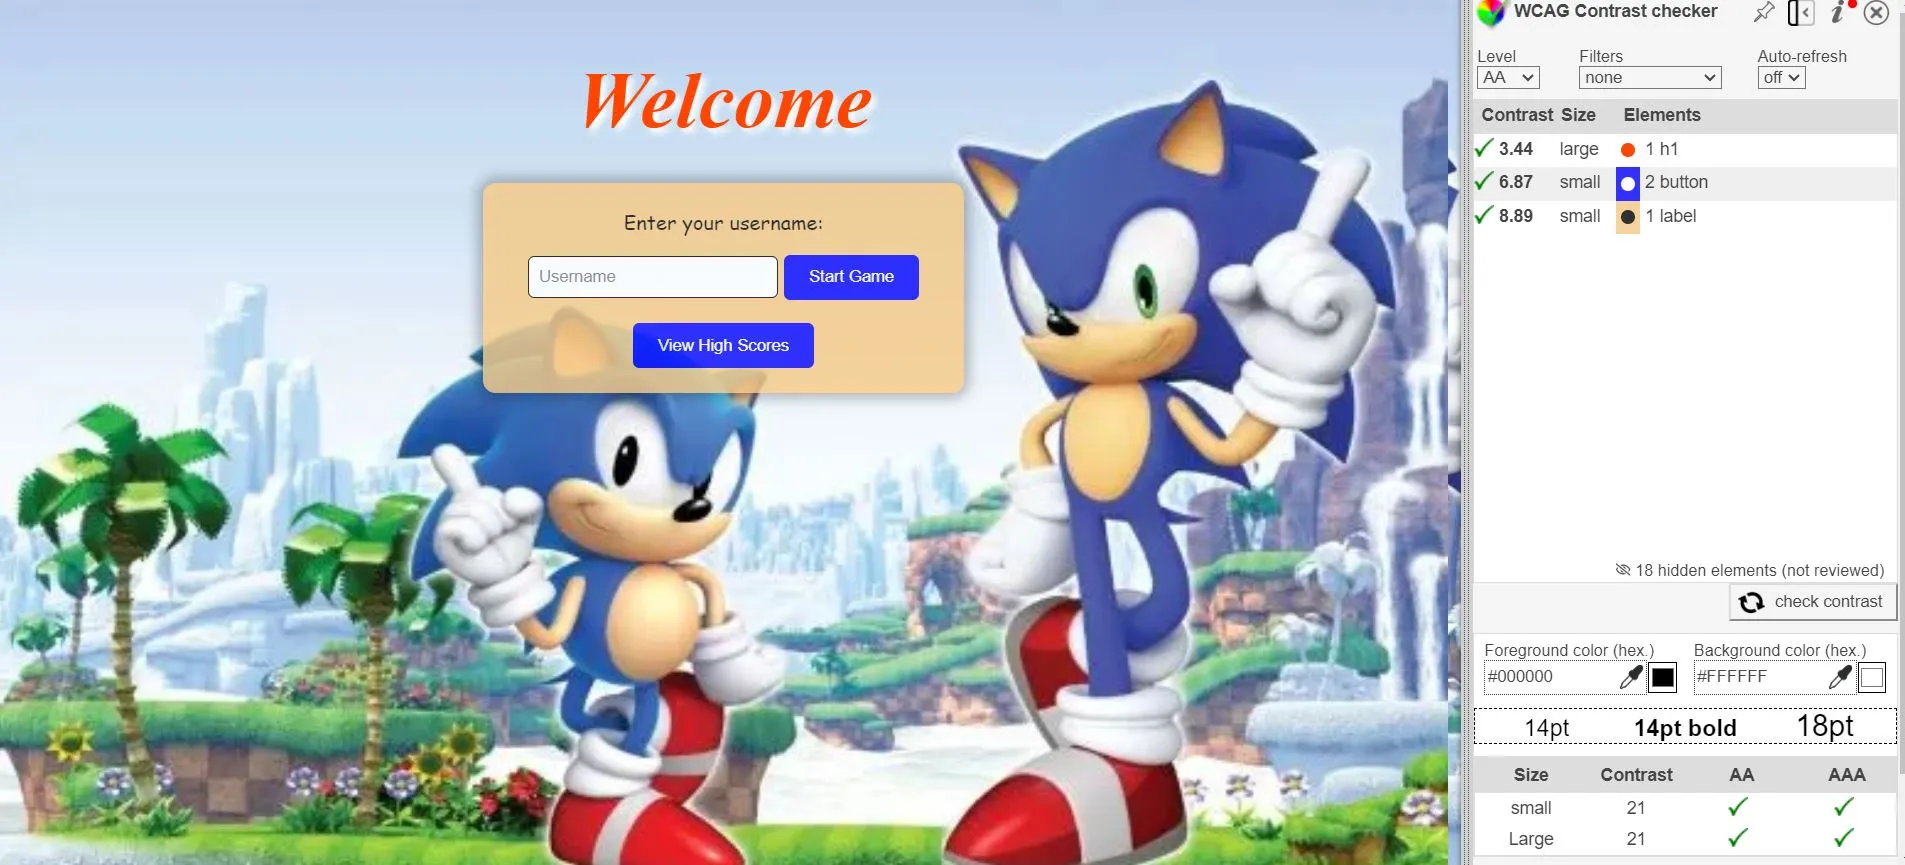 Welcome
Enter your username:
Username
Start Game
View High Scores
WCAG Contrast checker
Level
Filters
Auto-refresh
AA
none
off
Contrast Size Elements
3.44 large 1 h1
6.87 small 2 button
8.89 small 1 label
18 hidden elements (not reviewed)
check contrast
Foreground color (hex.)
Background color (hex.)
#000000
#FFFFFF
14pt 14pt bold 18pt
Size Contrast AA AAA
small 21
Large 21